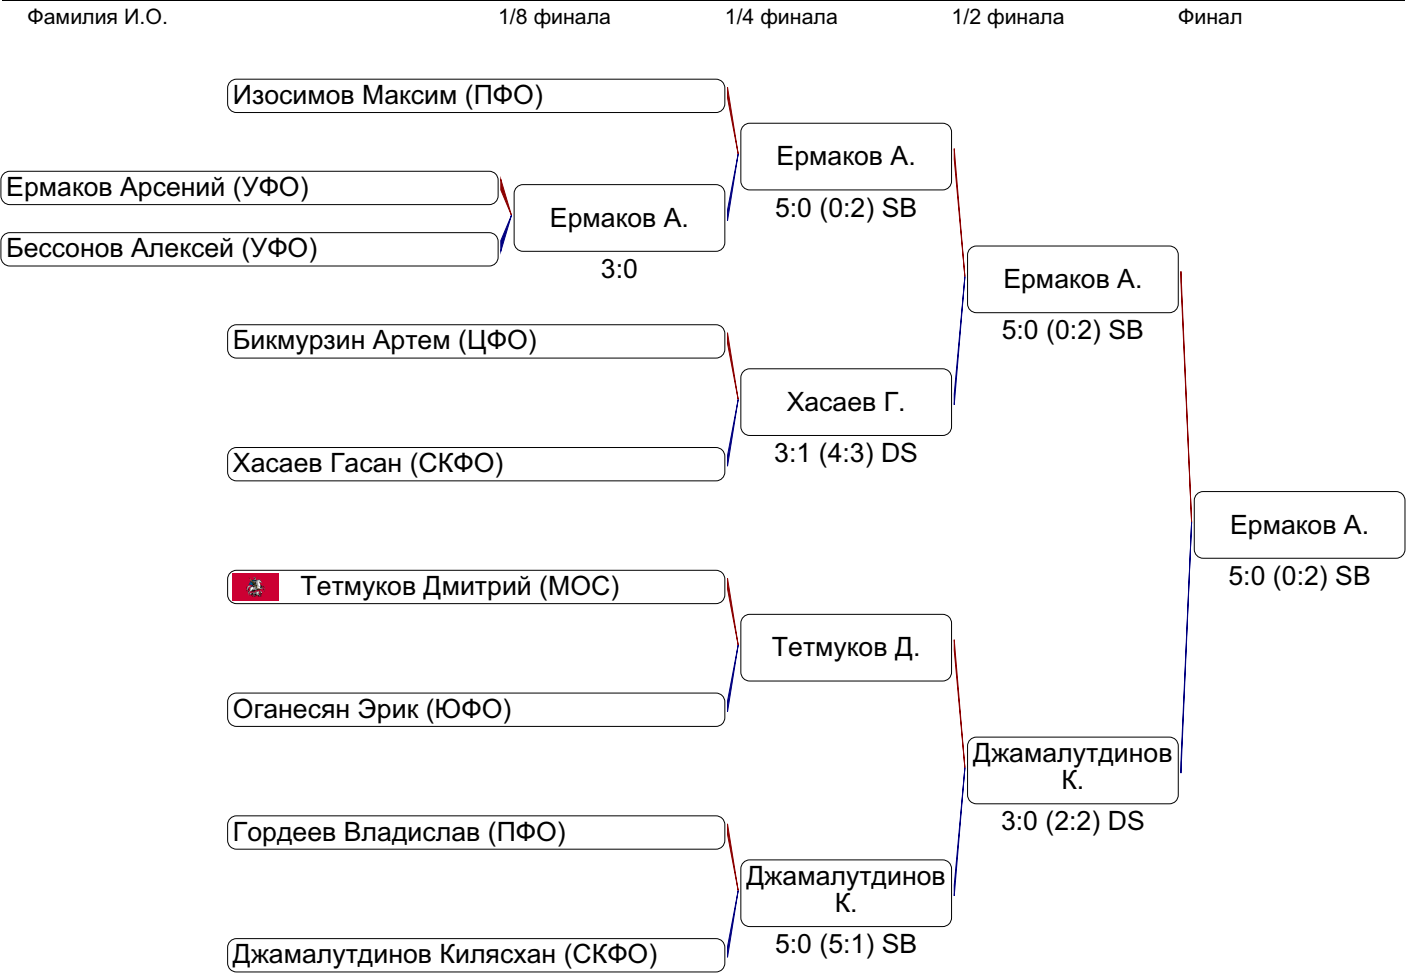 Фамилия И.О. 1/8 финала 1/4 финала 1/2 финала Финал
Изосимов Максим (ПФО)
Ермаков А.
5:0 (0:2) SB
Ермаков Арсений (УФО)
Ермаков А.
3:0
Бессонов Алексей (УФО)
Ермаков А.
5:0 (0:2) SB
Бикмурзин Артем (ЦФО)
Хасаев Г.
3:1 (4:3) DS
Хасаев Гасан (СКФО)
Ермаков А.
5:0 (0:2) SB
Тетмуков Дмитрий (МОС)
Тетмуков Д.
Оганесян Эрик (ЮФО)
Джамалутдинов
К.
3:0 (2:2) DS
Гордеев Владислав (ПФО)
Джамалутдинов
К.
5:0 (5:1) SB
Джамалутдинов Килясхан (СКФО)